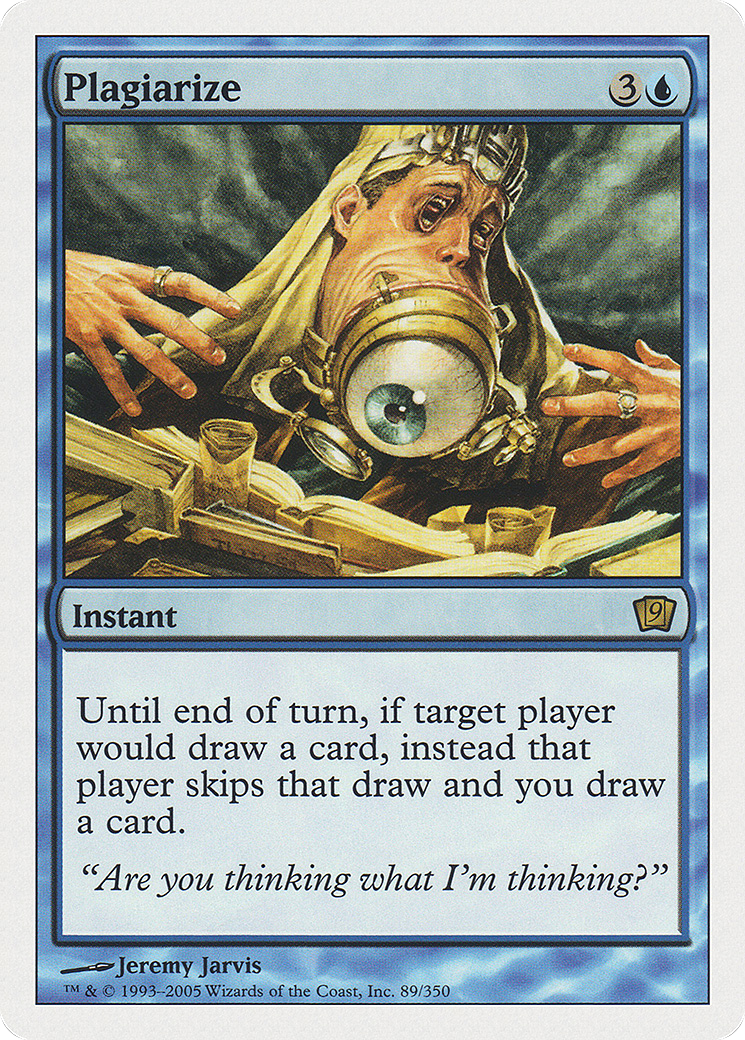 Plagiarize 3
Instant 9
Until end of turn, if target player
would draw a card, instead that
player skips that draw and you draw
a card.
“Are you thinking what I’m thinking?”
Jeremy Jarvis
™ & © 1993–2005 Wizards of the Coast, Inc. 89/350